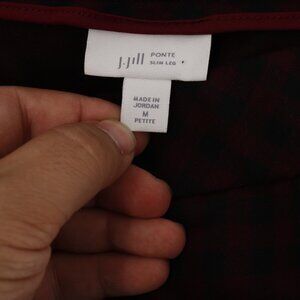 J.Jill PONTE
SLIM LEG
MADE IN
JORDAN
M
PETITE